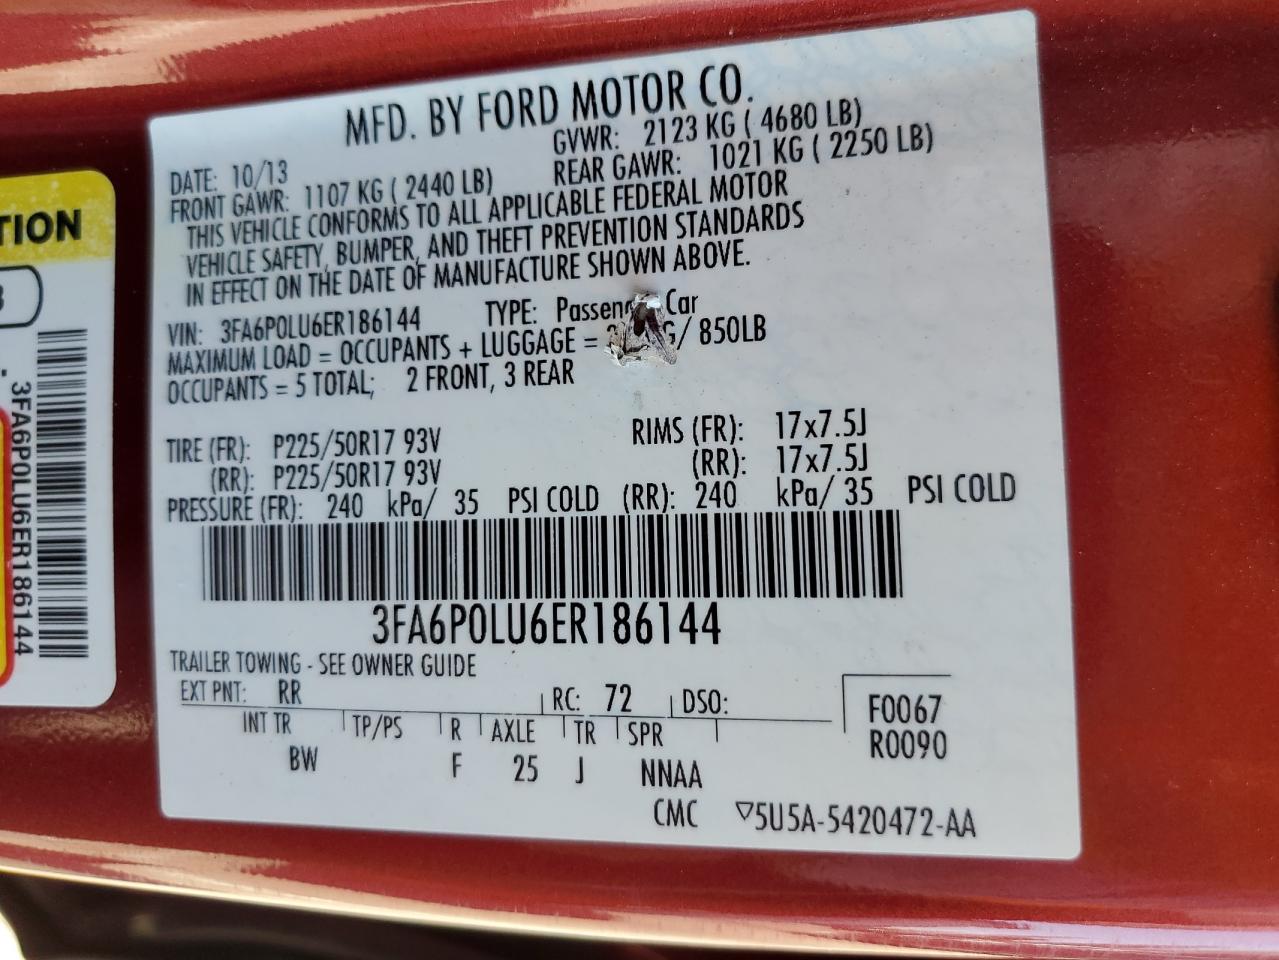 MFD. BY FORD MOTOR CO.
DATE: 10/13 GVWR: 2123 KG ( 4680 LB)
FRONT GAWR: 1107 KG ( 2440 LB) REAR GAWR: 1021 KG ( 2250 LB)
THIS VEHICLE CONFORMS TO ALL APPLICABLE FEDERAL MOTOR
VEHICLE SAFETY, BUMPER, AND THEFT PREVENTION STANDARDS
IN EFFECT ON THE DATE OF MANUFACTURE SHOWN ABOVE.
VIN: 3FA6P0LU6ER186144 TYPE: Car
MAXIMUM LOAD = OCCUPANTS + LUGGAGE = / 850LB
OCCUPANTS = 5 TOTAL; 2 FRONT, 3 REAR
TIRE (FR): P225/50R17 93V RIMS (FR): 17x7.5J
(RR): P225/50R17 93V (RR): 17x7.5J
PRESSURE (FR): 240 kPa/ 35 PSI COLD (RR): 240 kPa/ 35 PSI COLD
3FA6P0LU6ER186144
TRAILER TOWING - SEE OWNER GUIDE
EXT PNT: RR RC: 72 DSO:
INT TR TP/PS R AXLE TR SPR
BW F 25 J NNAA
F0067
R0090
CMC ▽5U5A-5420472-AA
TION
3FA6P0LU6ER186144